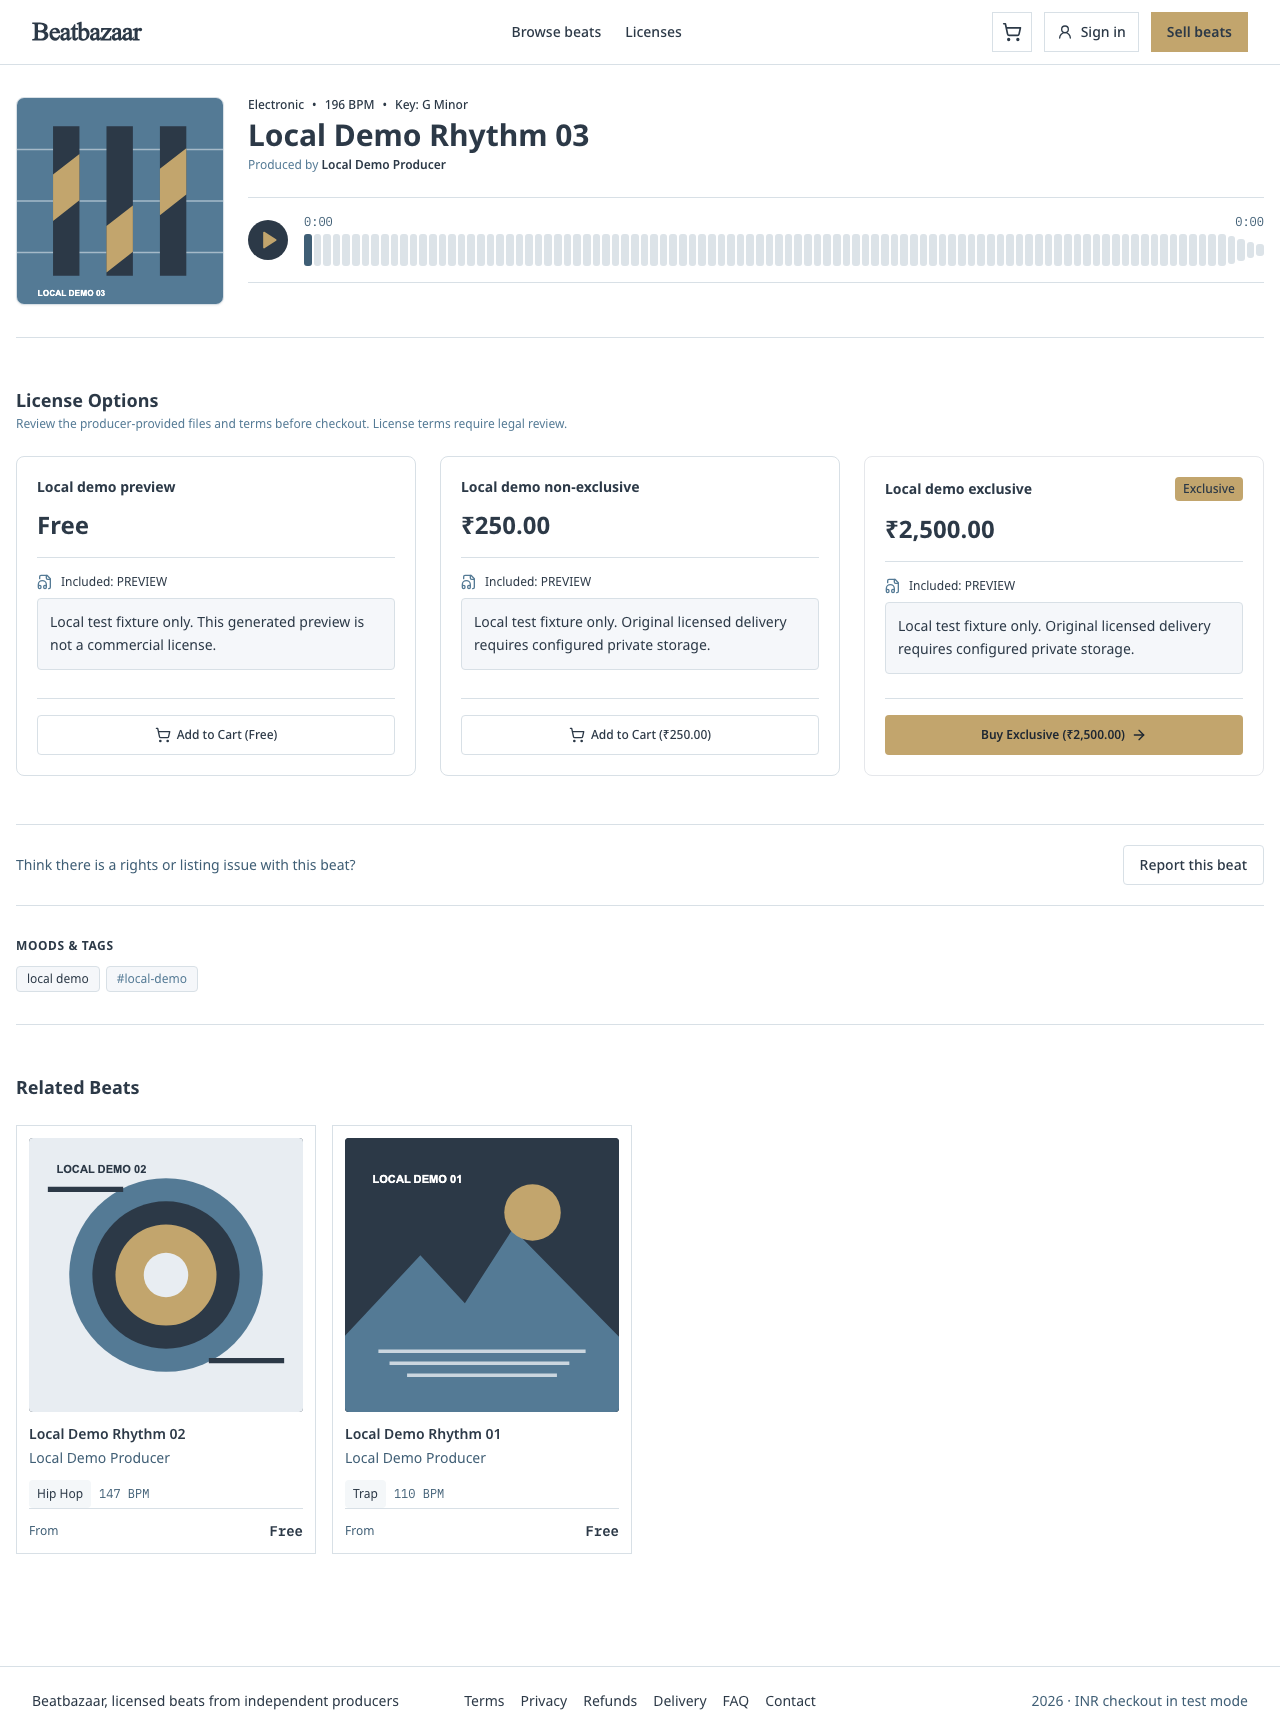 Beatbazaar
Browse beats
Licenses
Sign in
Sell beats
LOCAL DEMO 03
Electronic • 196 BPM • Key: G Minor
Local Demo Rhythm 03
Produced by Local Demo Producer
0:00
0:00
License Options
Review the producer-provided files and terms before checkout. License terms require legal review.
Local demo preview
Free
Included: PREVIEW
Local test fixture only. This generated preview is
not a commercial license.
Add to Cart (Free)
Local demo non-exclusive
₹250.00
Included: PREVIEW
Local test fixture only. Original licensed delivery
requires configured private storage.
Add to Cart (₹250.00)
Local demo exclusive
Exclusive
₹2,500.00
Included: PREVIEW
Local test fixture only. Original licensed delivery
requires configured private storage.
Buy Exclusive (₹2,500.00)
Think there is a rights or listing issue with this beat?
Report this beat
MOODS & TAGS
local demo
#local-demo
Related Beats
LOCAL DEMO 02
Local Demo Rhythm 02
Local Demo Producer
Hip Hop
147 BPM
From
Free
LOCAL DEMO 01
Local Demo Rhythm 01
Local Demo Producer
Trap
110 BPM
From
Free
Beatbazaar, licensed beats from independent producers
Terms
Privacy
Refunds
Delivery
FAQ
Contact
2026 · INR checkout in test mode